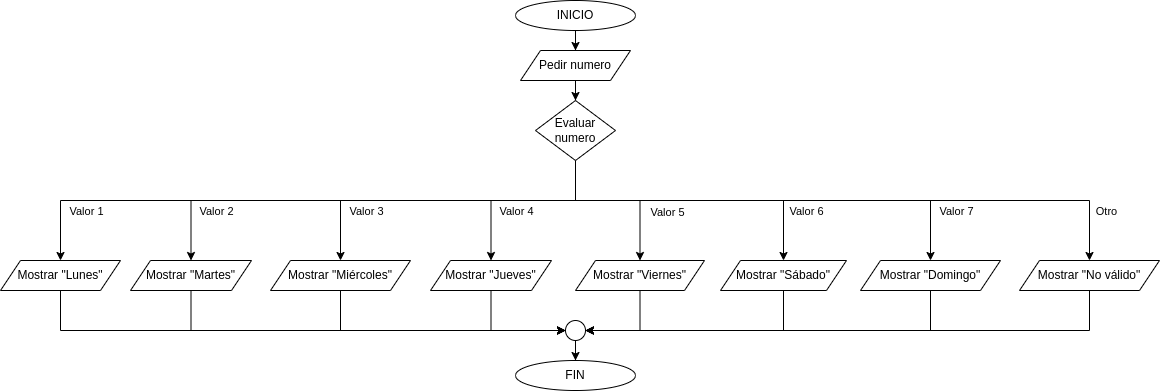 INICIO
Pedir numero
Evaluar
numero
Valor 1
Valor 2
Valor 3
Valor 4
Valor 5
Valor 6
Valor 7
Otro
Mostrar "Lunes"
Mostrar "Martes"
Mostrar "Miércoles"
Mostrar "Jueves"
Mostrar "Viernes"
Mostrar "Sábado"
Mostrar "Domingo"
Mostrar "No válido"
FIN